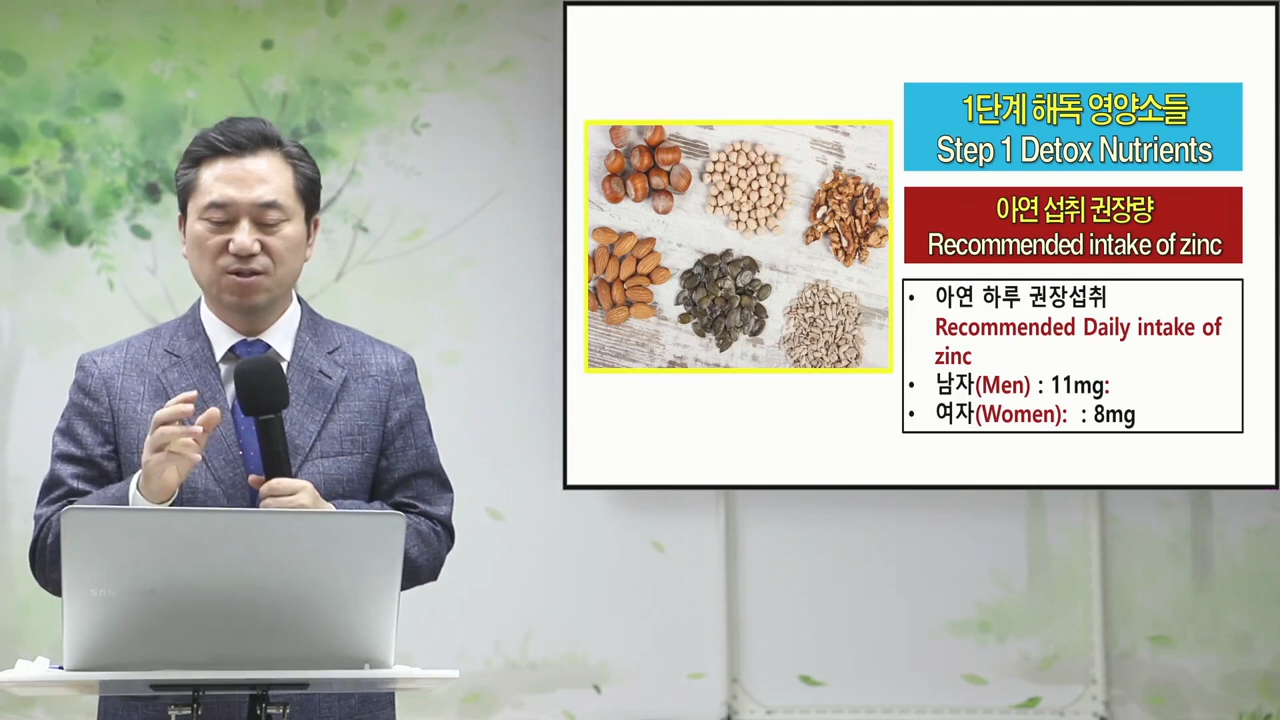 1단계 해독 영양소들
Step 1 Detox Nutrients
아연 섭취 권장량
Recommended intake of zinc
• 아연 하루 권장섭취
Recommended Daily intake of
zinc
• 남자(Men) : 11mg:
• 여자(Women): : 8mg